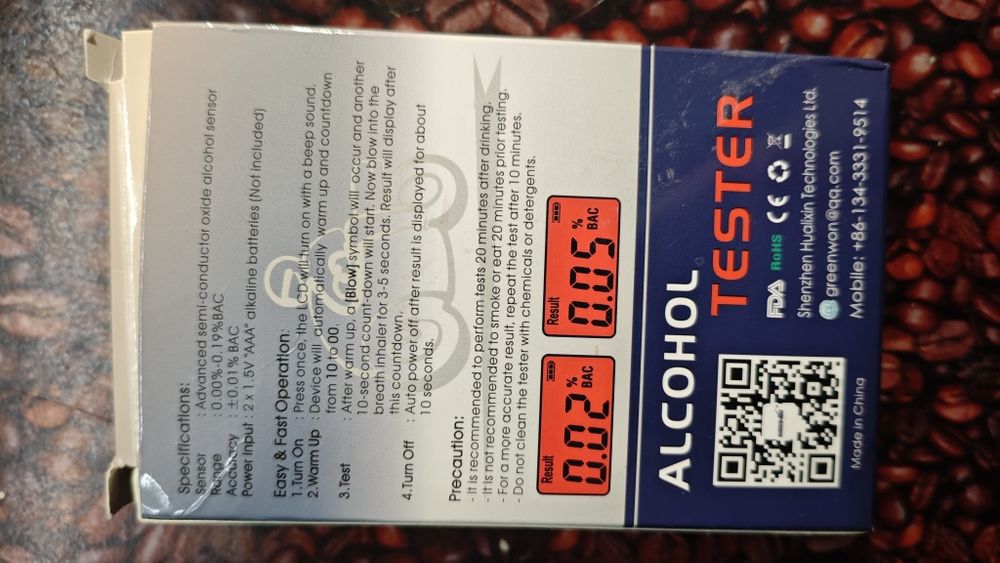 Specifications:
Sensor : Advanced semi-conductor oxide alcohol sensor
Range : 0.00%-0.19%BAC
Accuracy : ±0.01% BAC
Power Input : 2 x 1.5V "AAA" alkaline batteries (Not included)
Easy & Fast Operation:
1.Turn On : Press once, the LCD will turn on with a beep sound.
2.Warm Up : Device will automatically warm up and countdown
from 10 to 00.
3.Test : After warm up, a [Blow] symbol will occur and another
10-second count-down will start. Now blow into the
breath inhaler for 3-5 seconds. Result will display after
this countdown.
4.Turn Off : Auto power off after result is displayed for about
10 seconds.
Precaution:
- It is recommended to perform tests 20 minutes after drinking.
- It is not recommended to smoke or eat 20 minutes prior testing.
- For a more accurate result, repeat the test after 10 minutes.
- Do not clean the tester with chemicals or detergents.
Result
0.02 % BAC
Result
0.05 % BAC
ALCOHOL
TESTER
FDA RoHS CE
Shenzhen Hualixin Technologies Ltd.
@ greenwon@qq.com
Mobile: +86-134-3331-9514
Made in China